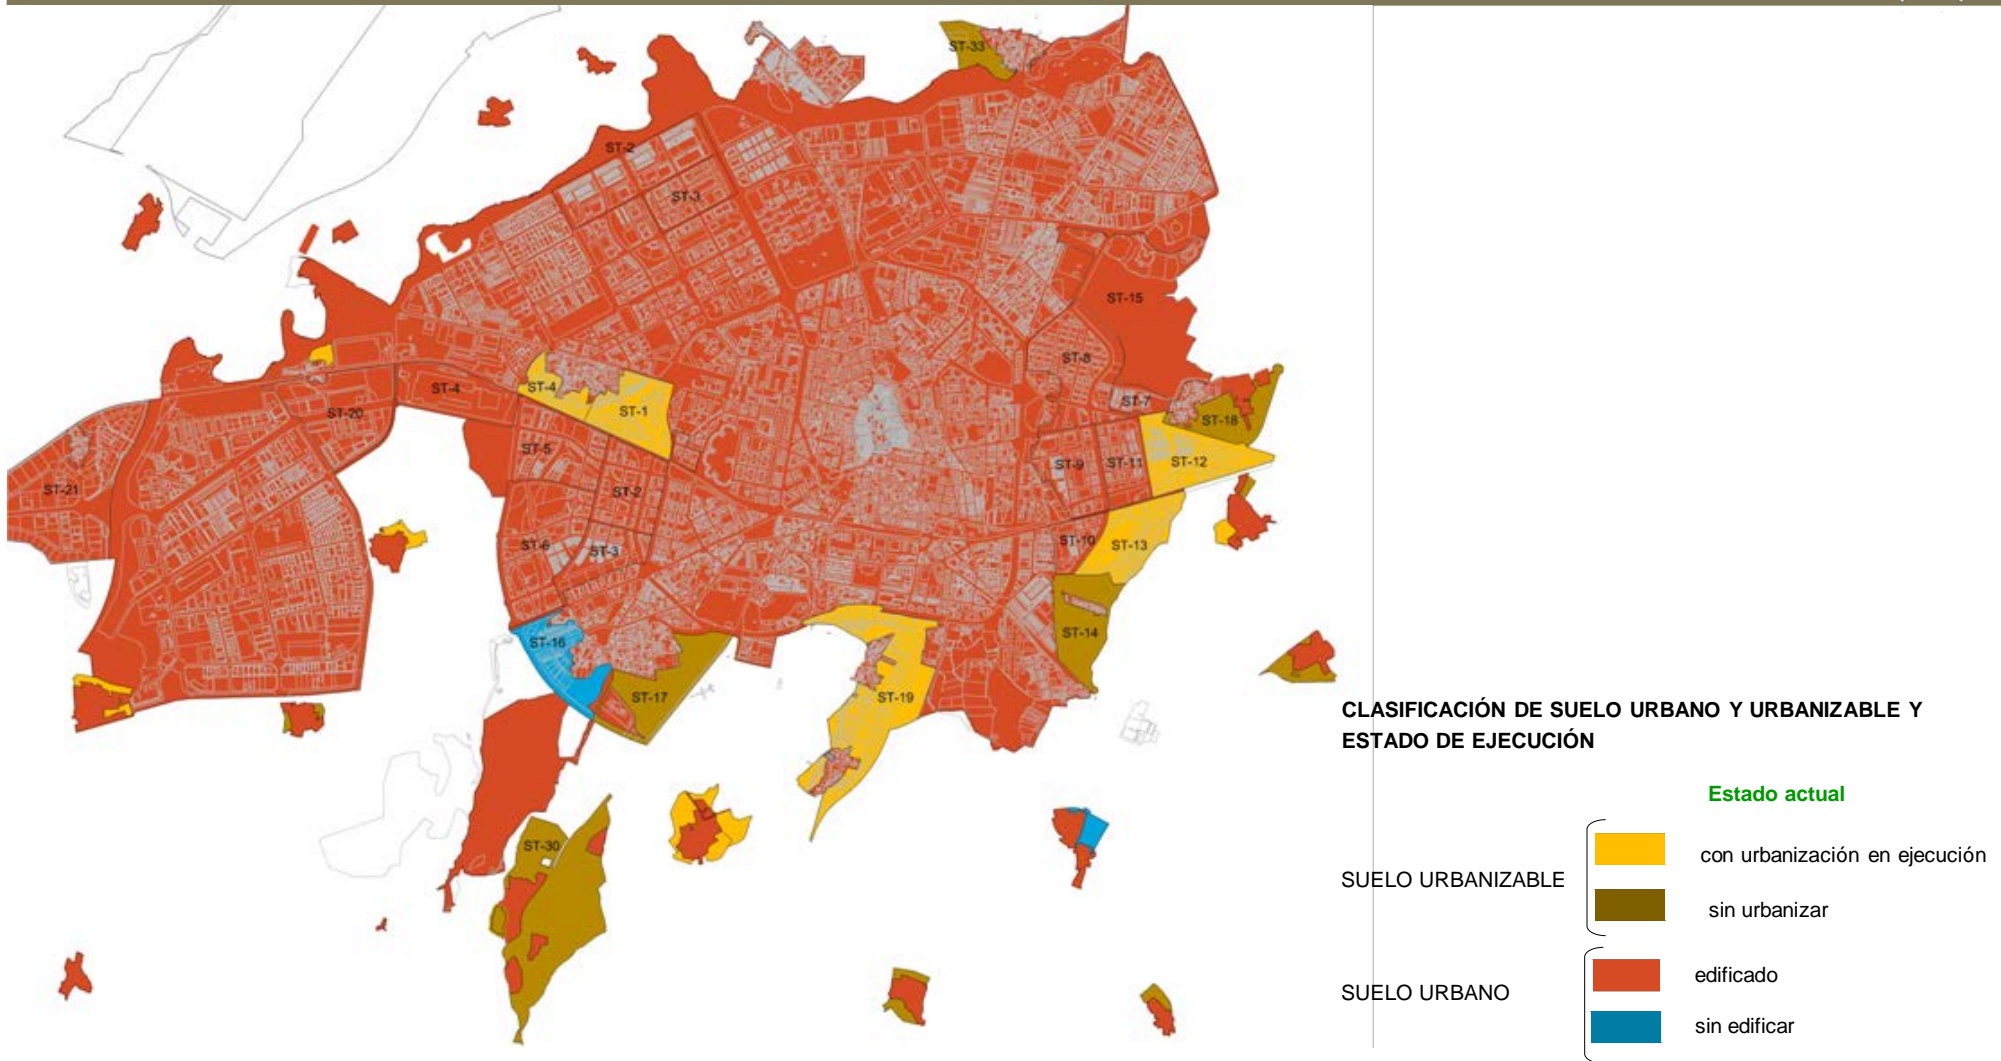 ST-33
ST-2
ST-3
ST-15
ST-8
ST-4
ST-4
ST-1
ST-20
ST-7
ST-18
ST-5
ST-9
ST-11
ST-12
ST-21
ST-2
ST-6
ST-3
ST-10
ST-13
ST-14
ST-16
ST-17
ST-19
ST-30
CLASIFICACIÓN DE SUELO URBANO Y URBANIZABLE Y
ESTADO DE EJECUCIÓN
Estado actual
SUELO URBANIZABLE
con urbanización en ejecución
sin urbanizar
SUELO URBANO
edificado
sin edificar